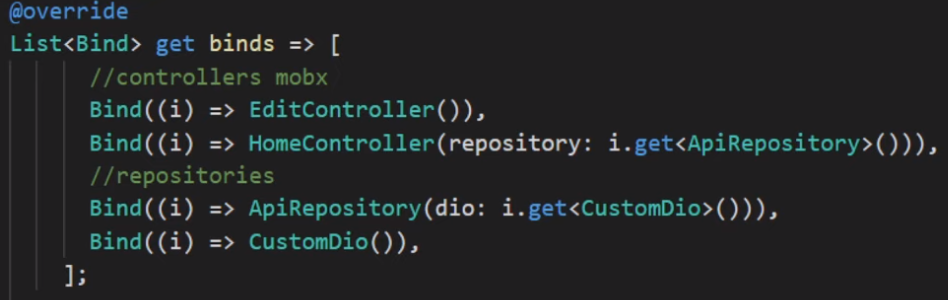 @override
List<Bind> get binds => [
//controllers mobx
Bind((i) => EditController()),
Bind((i) => HomeController(repository: i.get<ApiRepository>())),
//repositories
Bind((i) => ApiRepository(dio: i.get<CustomDio>())),
Bind((i) => CustomDio()),
];